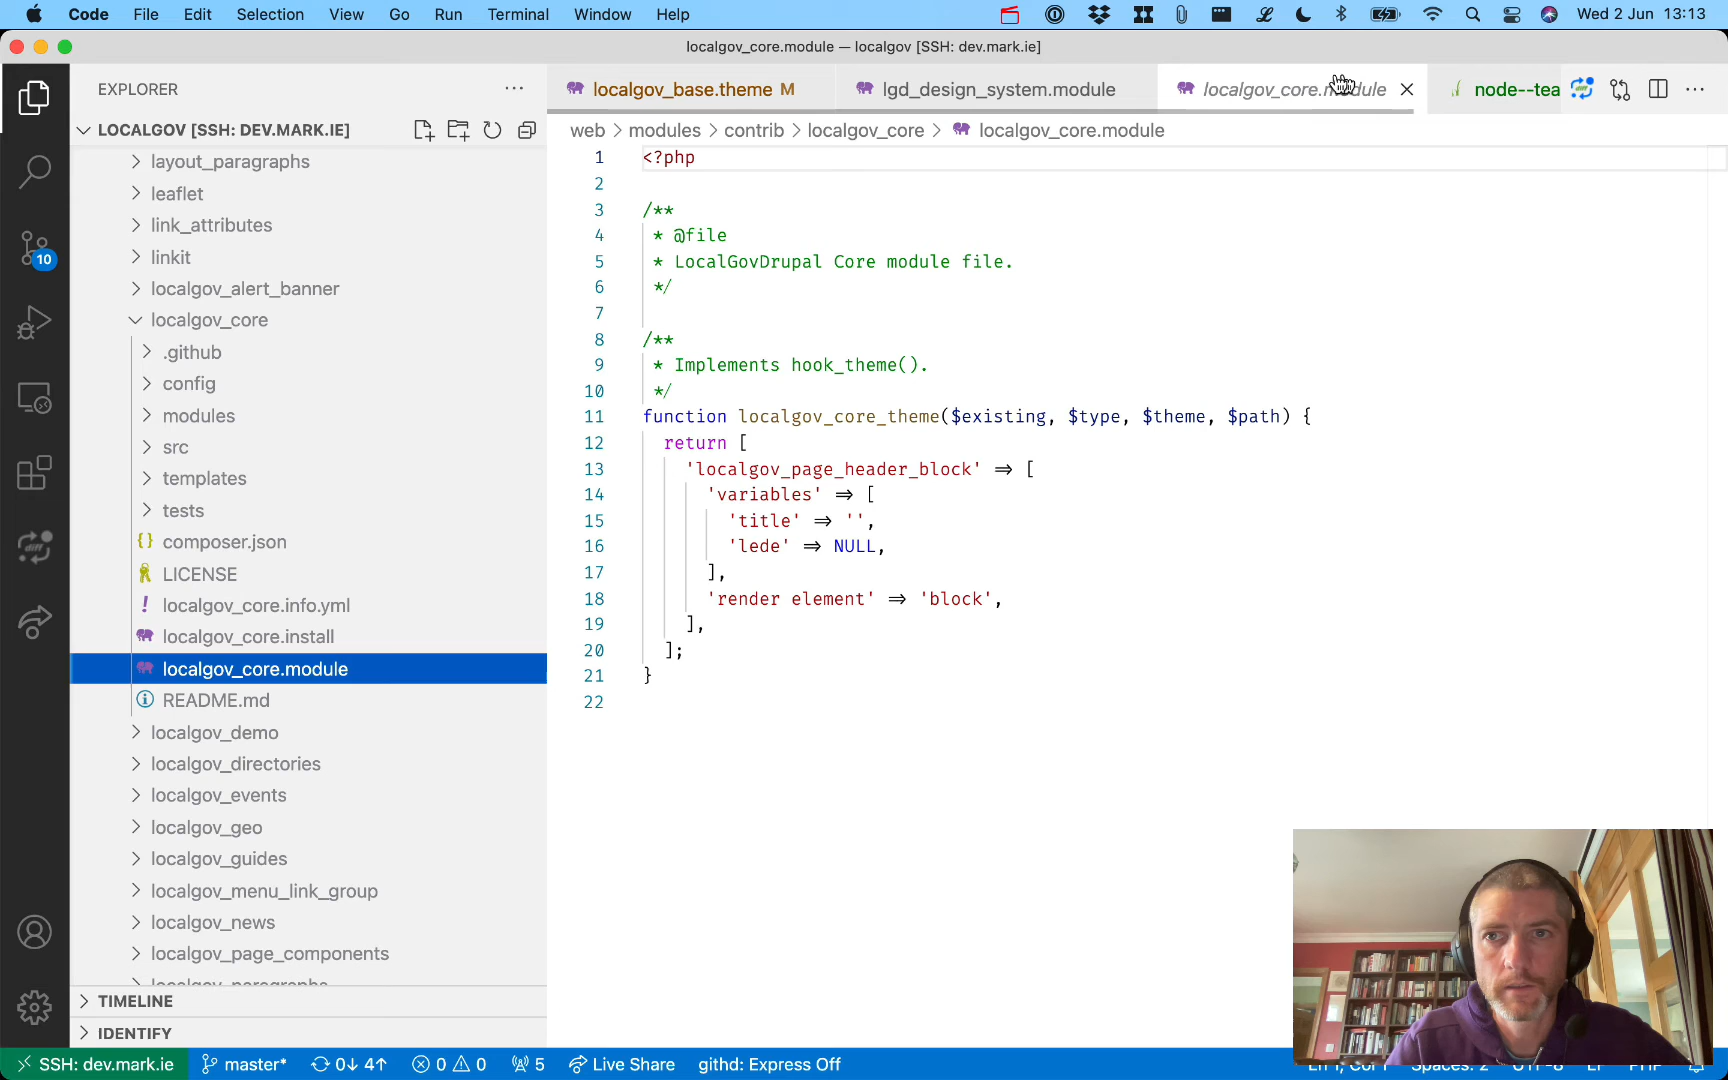 Code File Edit Selection View Go Run Terminal Window Help Wed 2 Jun 13:13
localgov_core.module — localgov [SSH: dev.mark.ie]
EXPLORER
localgov_base.theme M
lgd_design_system.module
localgov_core.module
node--tea
LOCALGOV [SSH: DEV.MARK.IE]
web > modules > contrib > localgov_core > localgov_core.module
layout_paragraphs
leaflet
link_attributes
linkit
localgov_alert_banner
localgov_core
.github
config
modules
src
templates
tests
composer.json
LICENSE
localgov_core.info.yml
localgov_core.install
localgov_core.module
README.md
localgov_demo
localgov_directories
localgov_events
localgov_geo
localgov_guides
localgov_menu_link_group
localgov_news
localgov_page_components
localgov_paragraphs
TIMELINE
IDENTIFY
10
1 <?php
2
3 /**
4 * @file
5 * LocalGovDrupal Core module file.
6 */
7
8 /**
9 * Implements hook_theme().
10 */
11 function localgov_core_theme($existing, $type, $theme, $path) {
12 return [
13 'localgov_page_header_block' => [
14 'variables' => [
15 'title' => '',
16 'lede' => NULL,
17 ],
18 'render element' => 'block',
19 ],
20 ];
21 }
22
SSH: dev.mark.ie master* 0↓ 4↑ 0 0 5 Live Share githd: Express Off